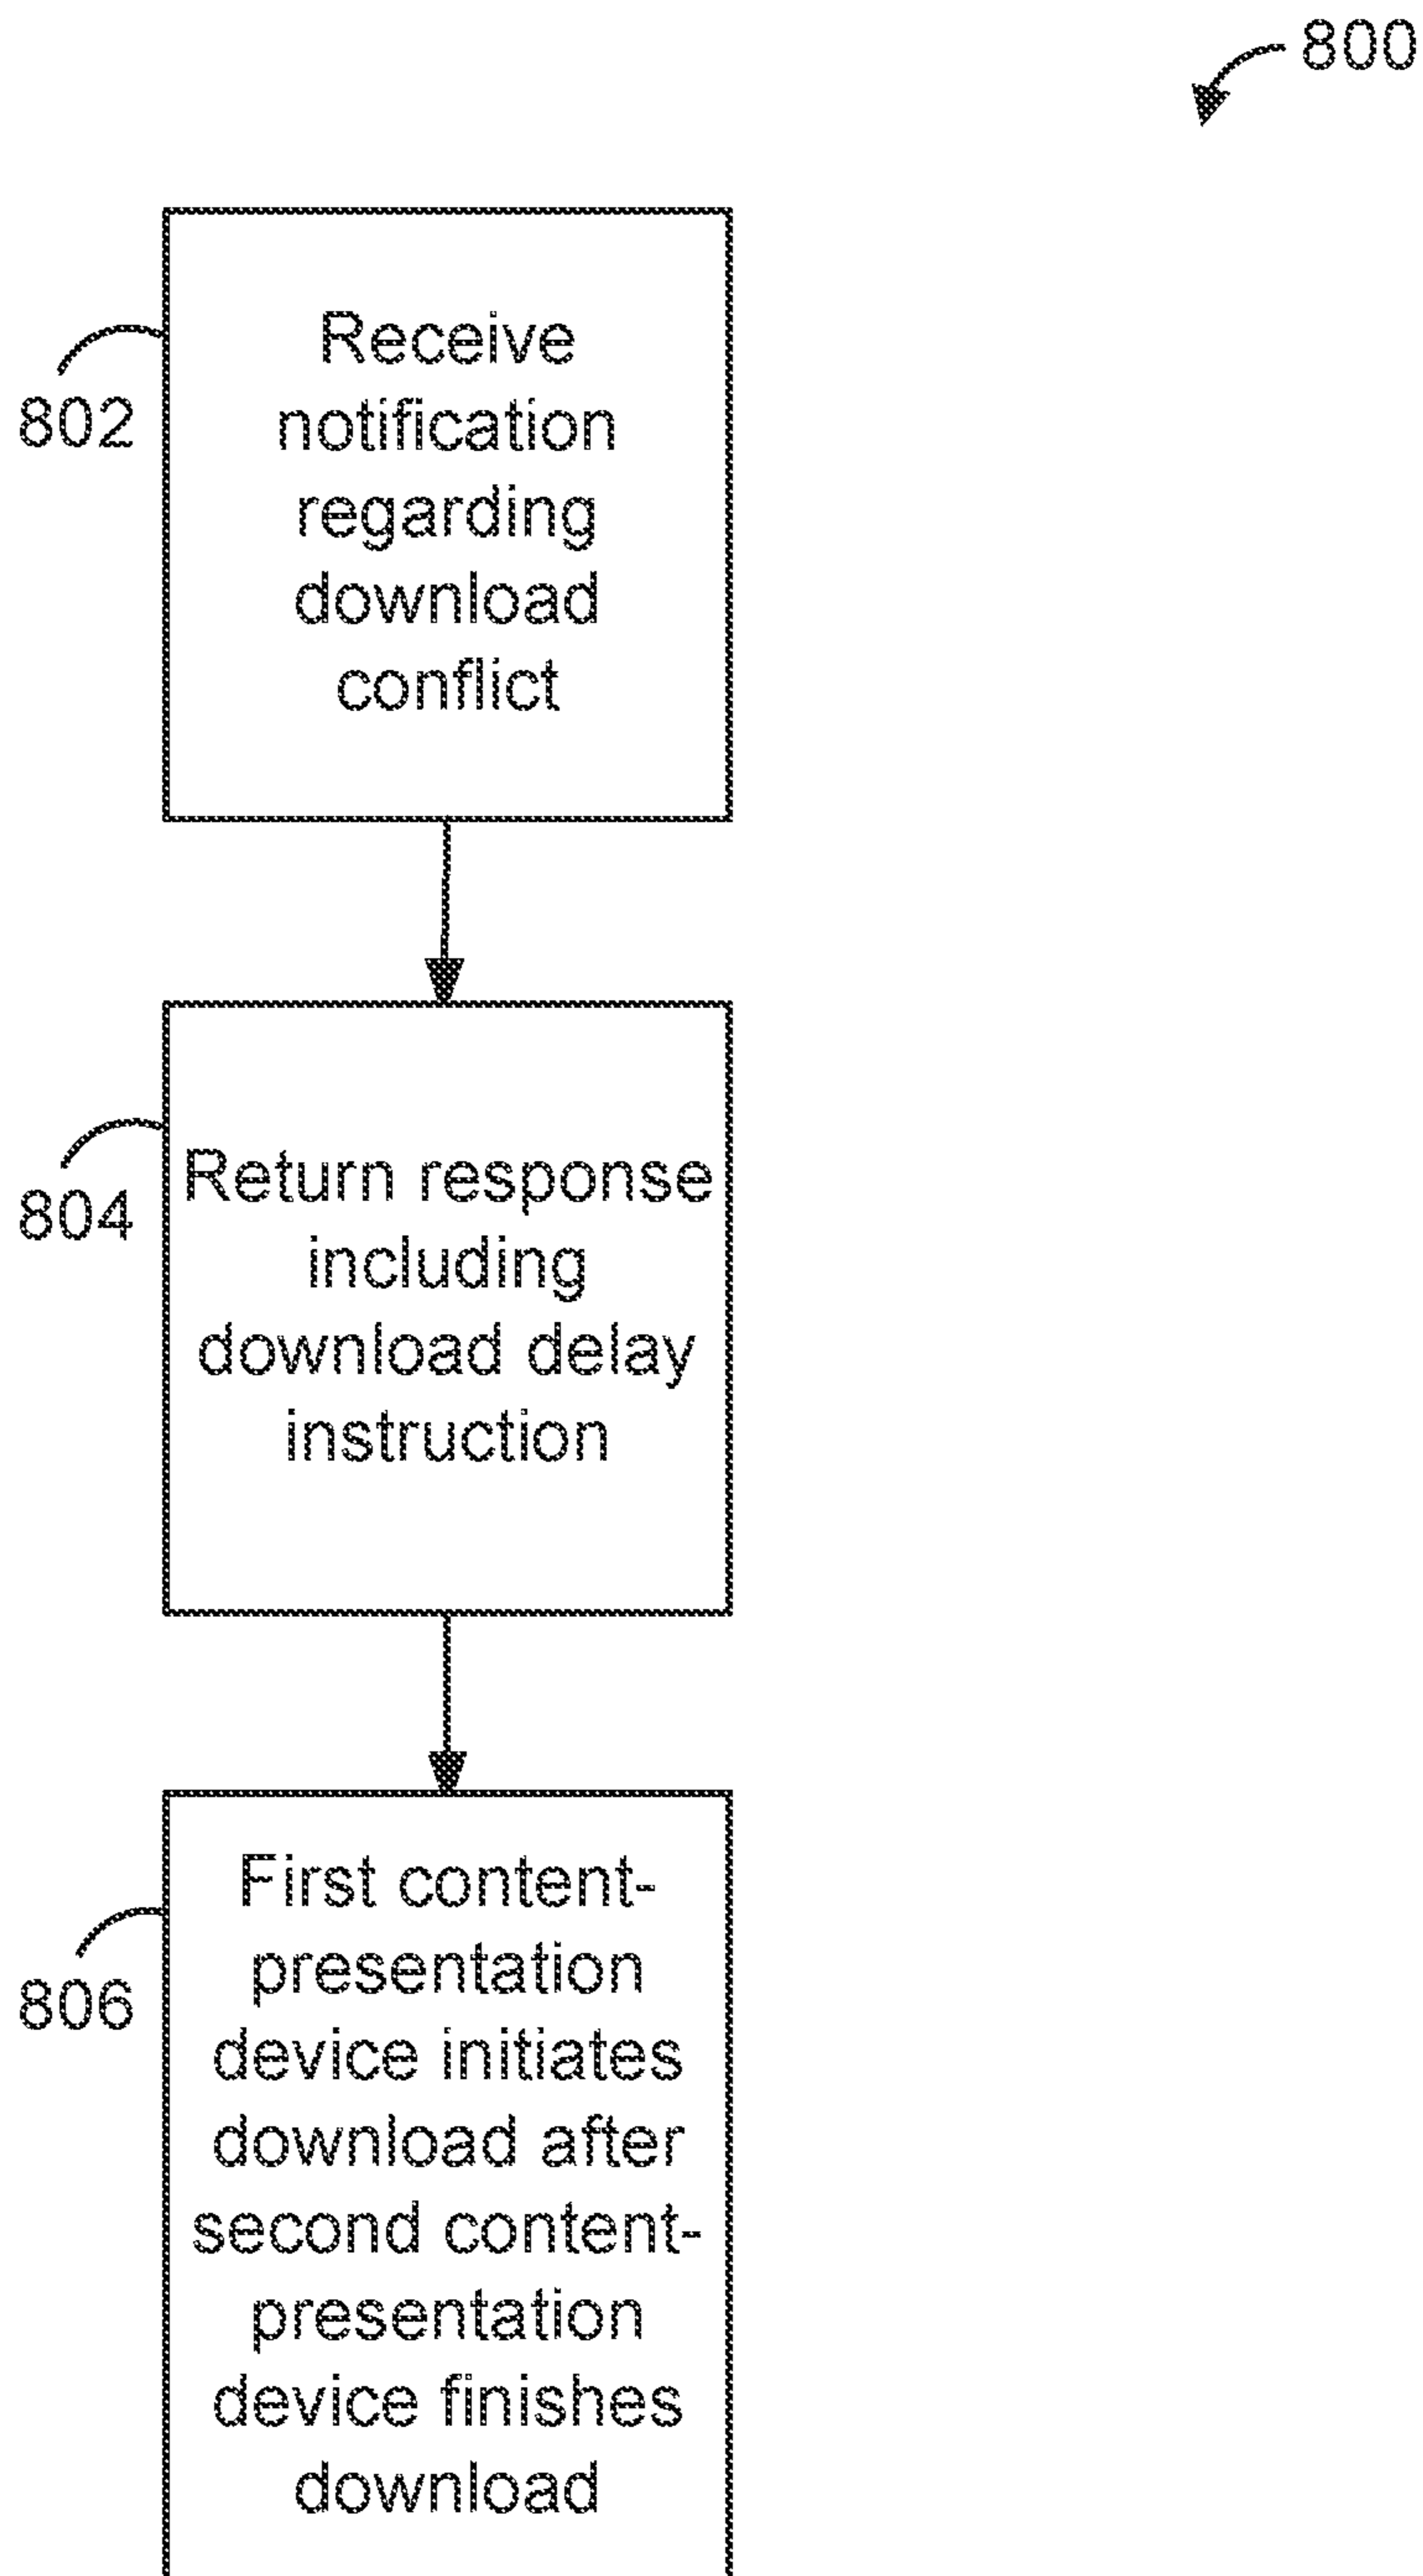 800
802
Receive
notification
regarding
download
conflict
804
Return response
including
download delay
instruction
806
First content-
presentation
device initiates
download after
second content-
presentation
device finishes
download